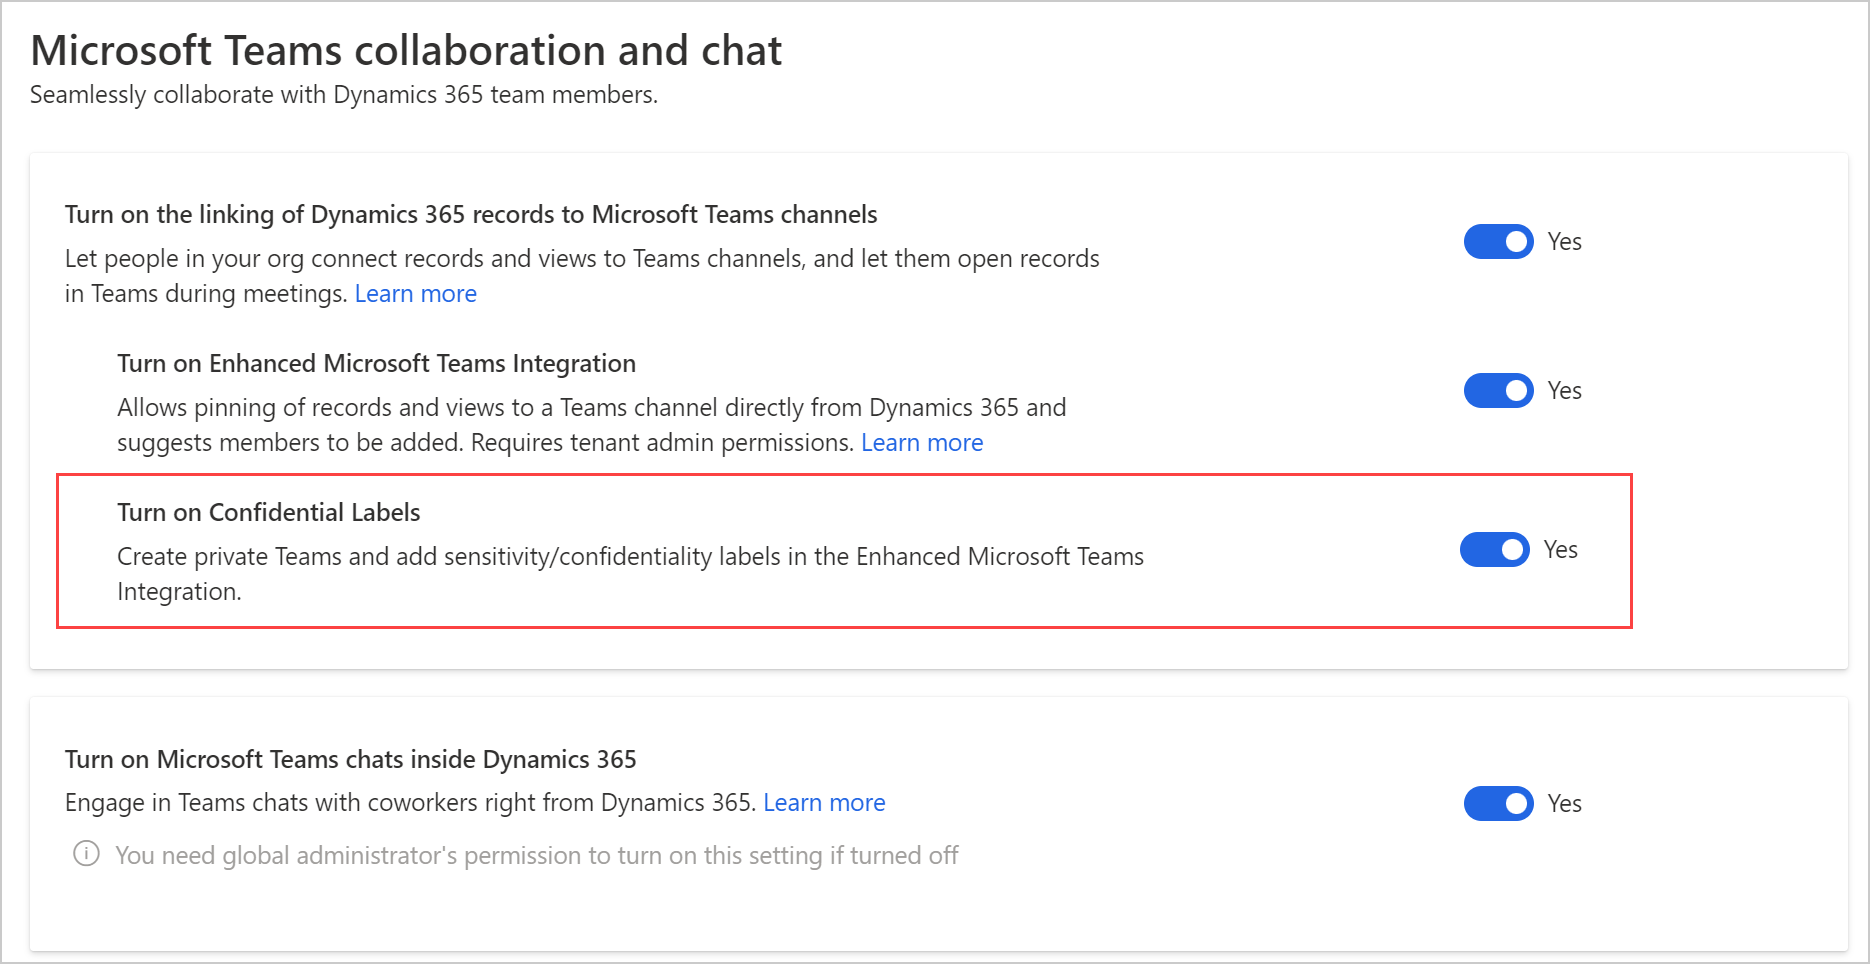 Microsoft Teams collaboration and chat
Seamlessly collaborate with Dynamics 365 team members.
Turn on the linking of Dynamics 365 records to Microsoft Teams channels
Let people in your org connect records and views to Teams channels, and let them open records
in Teams during meetings. Learn more
Yes
Turn on Enhanced Microsoft Teams Integration
Allows pinning of records and views to a Teams channel directly from Dynamics 365 and
suggests members to be added. Requires tenant admin permissions. Learn more
Yes
Turn on Confidential Labels
Create private Teams and add sensitivity/confidentiality labels in the Enhanced Microsoft Teams
Integration.
Yes
Turn on Microsoft Teams chats inside Dynamics 365
Engage in Teams chats with coworkers right from Dynamics 365. Learn more
Yes
You need global administrator's permission to turn on this setting if turned off